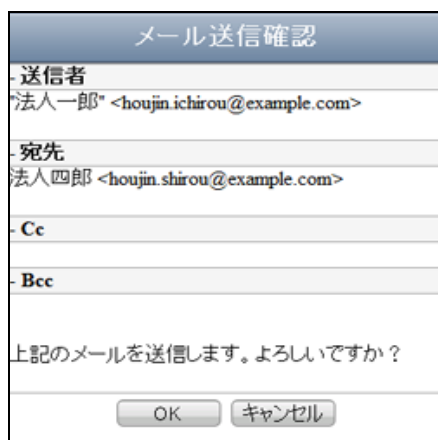 メール送信確認
- 送信者
"法人一郎" <houjin.ichirou@example.com>
- 宛先
法人四郎 <houjin.shirou@example.com>
- Cc
- Bcc
上記のメールを送信します。よろしいですか？
OK キャンセル